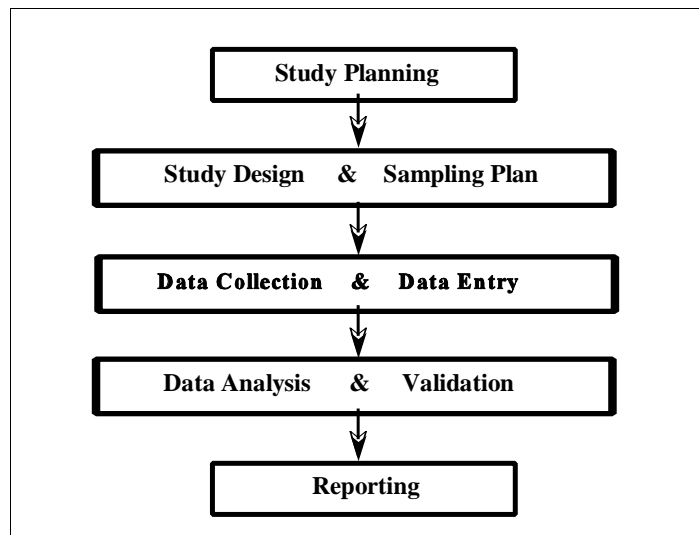 Study Planning
Study Design & Sampling Plan
Data Collection & Data Entry
Data Analysis & Validation
Reporting